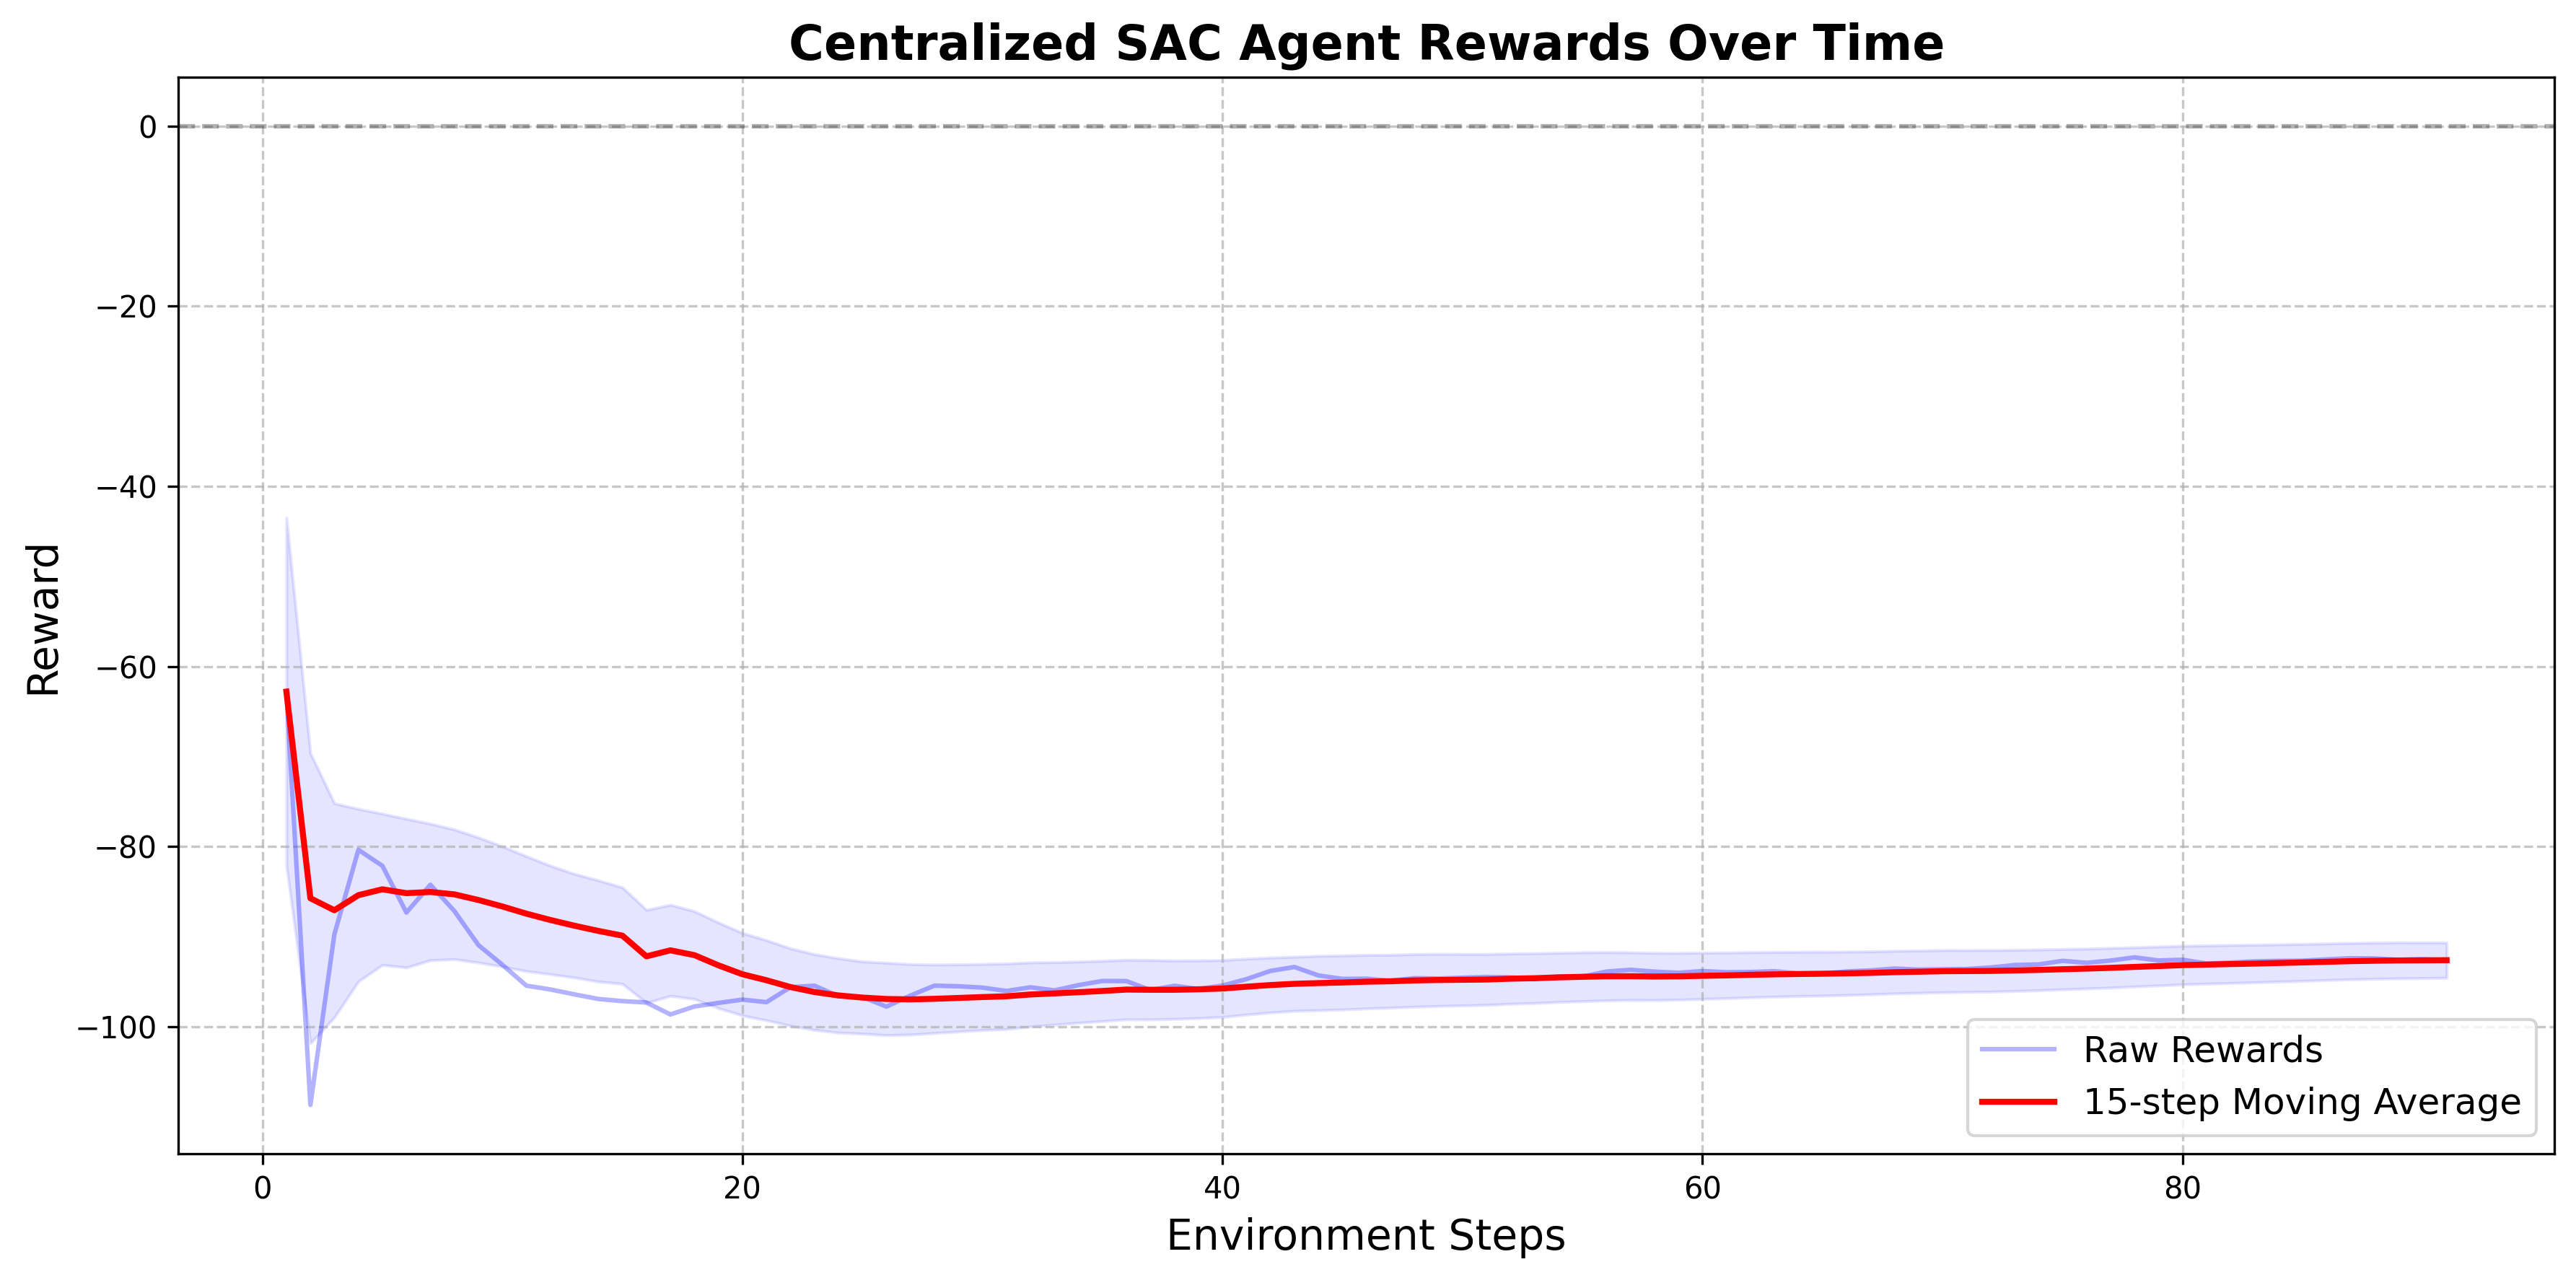 Centralized SAC Agent Rewards Over Time
0
−20
−40
−60
−80
−100
Reward
0 20 40 60 80
Environment Steps
Raw Rewards
15-step Moving Average